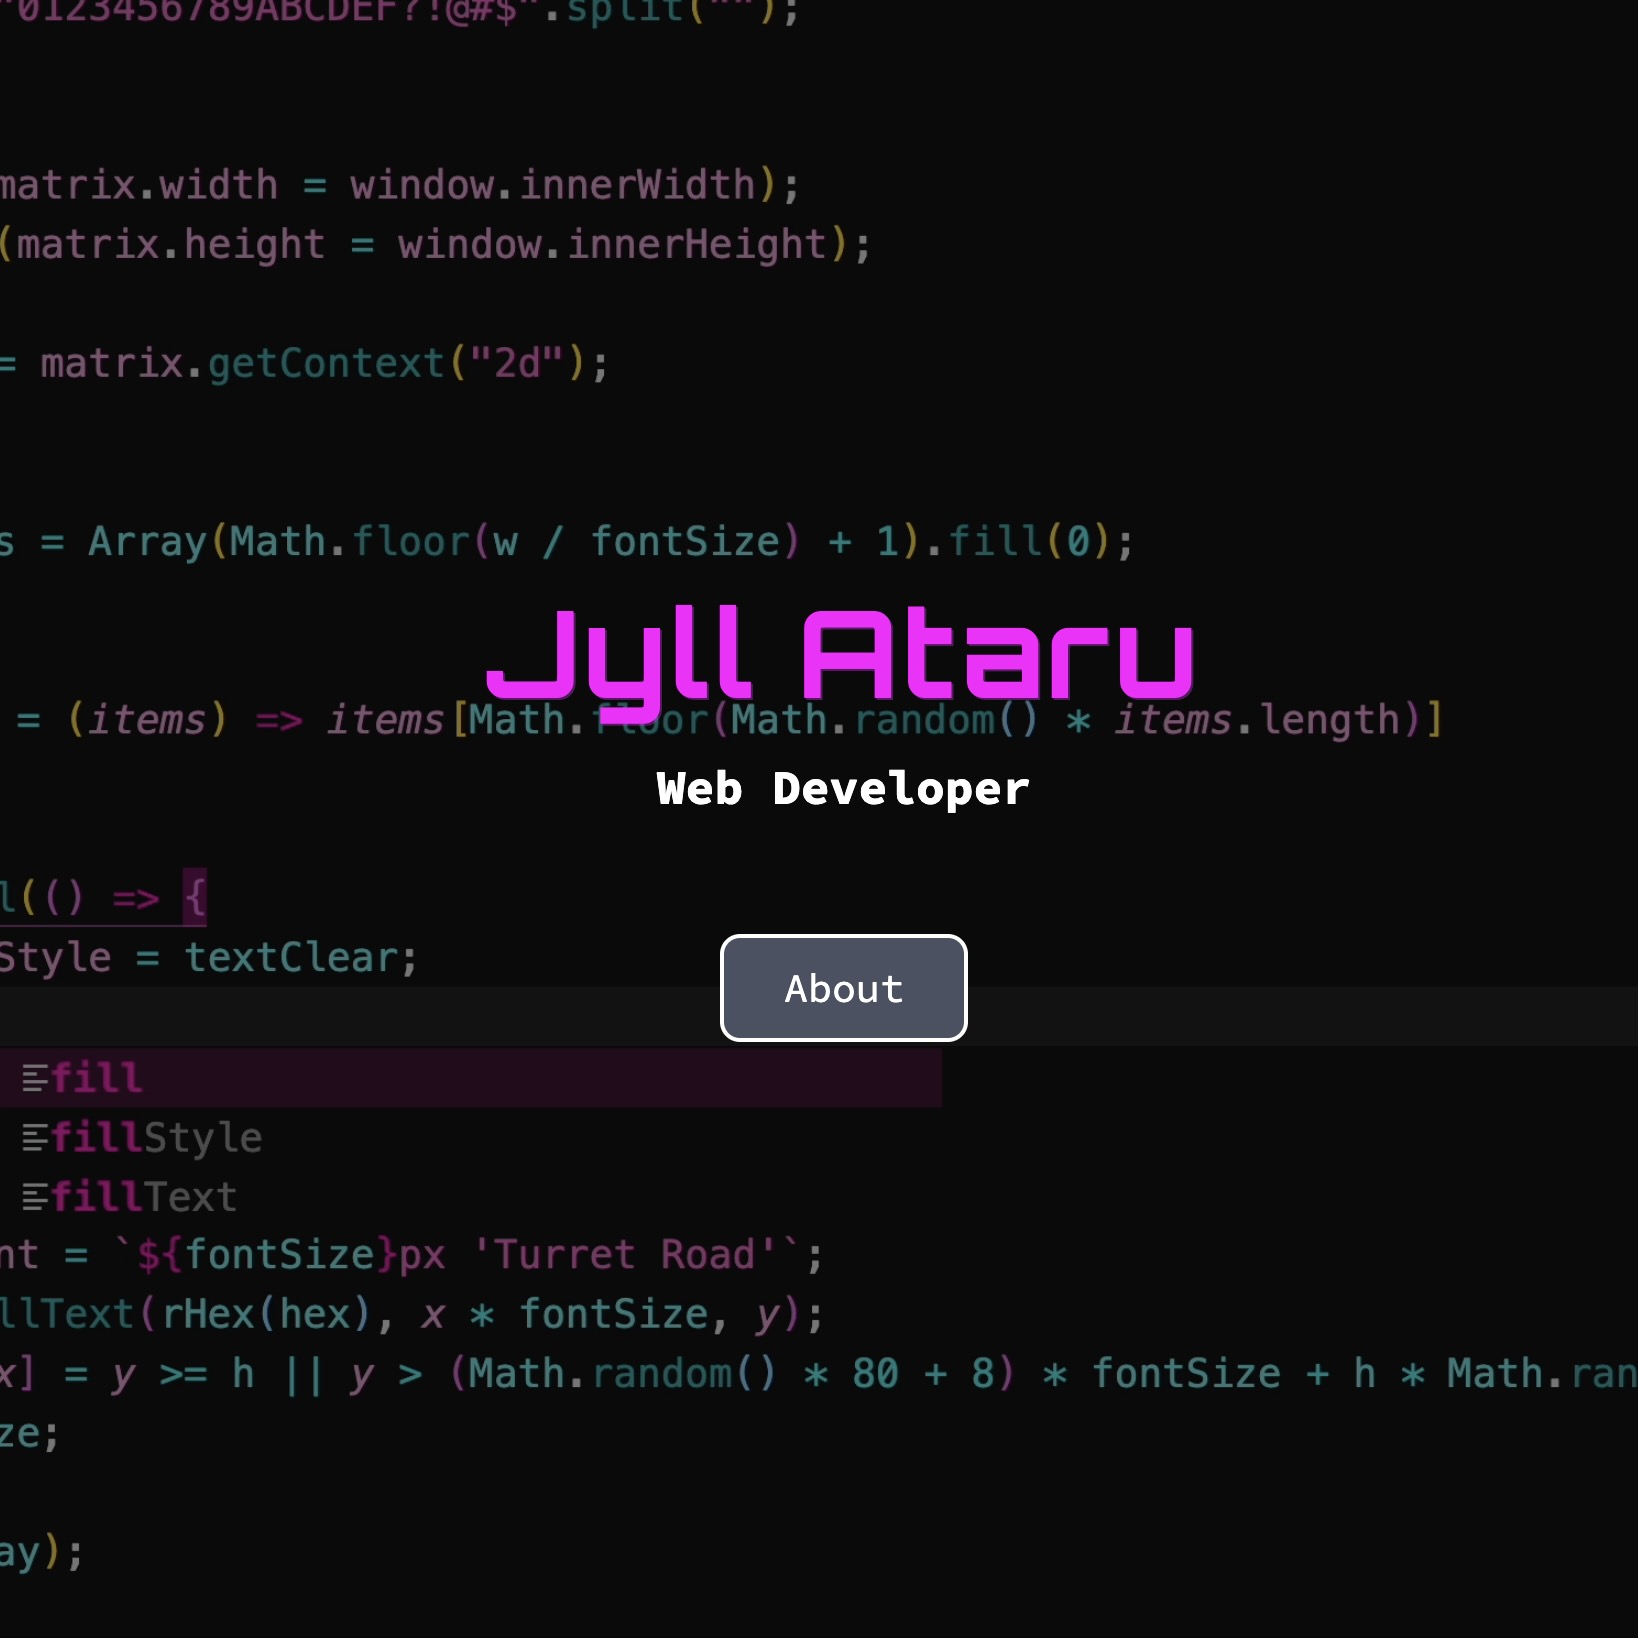 "0123456789ABCDEF?!@#$".split("");
matrix.width = window.innerWidth);
(matrix.height = window.innerHeight);
= matrix.getContext("2d");
s = Array(Math.floor(w / fontSize) + 1).fill(0);
Jyll Ataru
= (items) => items[Math.floor(Math.random() * items.length)]
Web Developer
l(() => {
Style = textClear;
About
fill
fillStyle
fillText
nt = `${fontSize}px 'Turret Road'`;
llText(rHex(hex), x * fontSize, y);
x] = y >= h || y > (Math.random() * 80 + 8) * fontSize + h * Math.ran
ze;
ay);